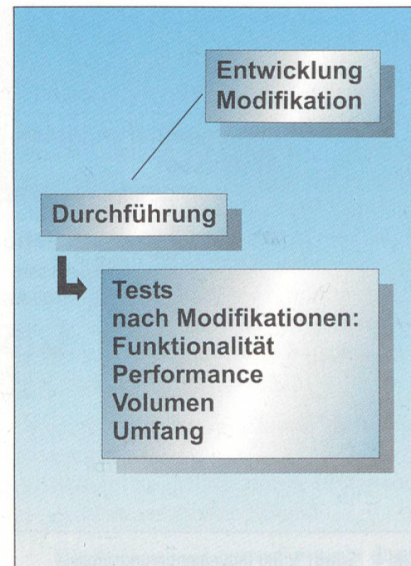 Entwicklung
Modifikation
Durchführung
Tests
nach Modifikationen:
Funktionalität
Performance
Volumen
Umfang